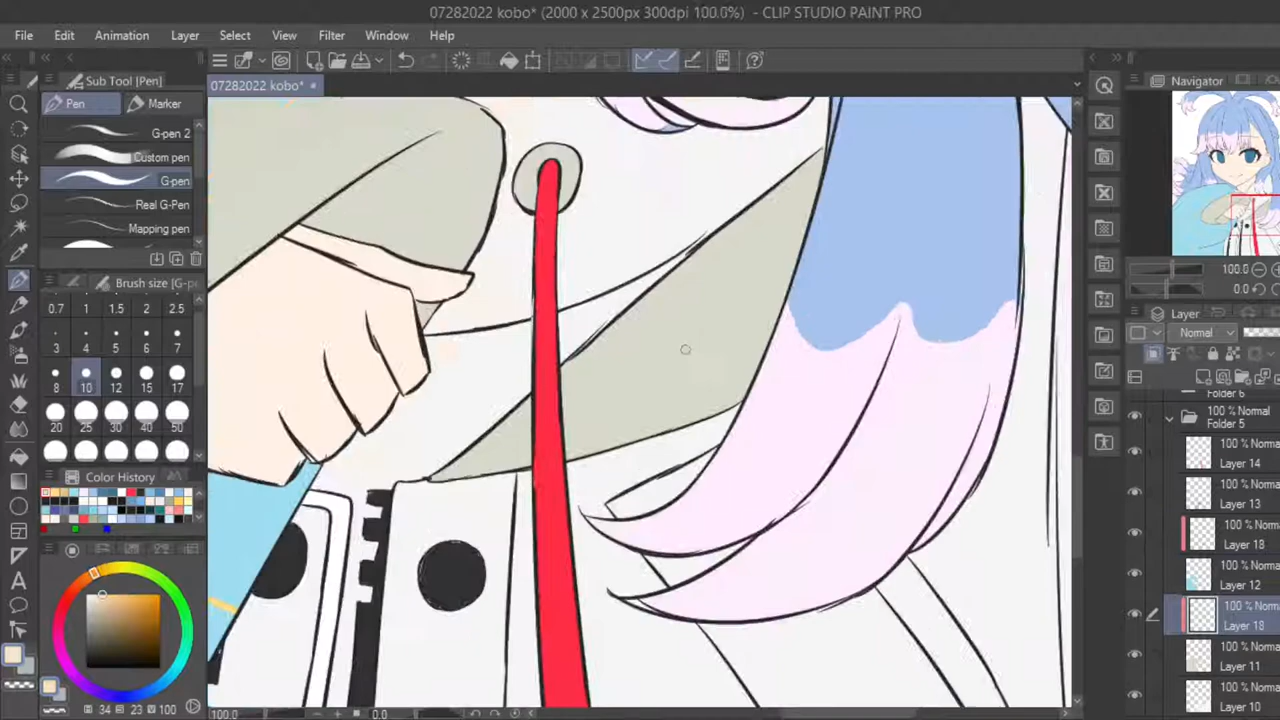 07282022 kobo* (2000 x 2500px 300dpi 100.0%) - CLIP STUDIO PAINT PRO
File Edit Animation Layer Select View Filter Window Help
Sub Tool [Pen]
07282022 kobo*
Navigator
Pen Marker
G-pen 2
Custom pen
G-pen
Real G-Pen
Mapping pen
Brush size [G-p
0.7 1 1.5 2 2.5
3 4 5 6 7
8 10 12 15 17
20 25 30 40 50
Color History
34 23 100
100.0 0.0
100.0
0.0
Layer
Normal
Folder 6
100 % Normal
Folder 5
100 % Norma
Layer 14
100 % Norma
Layer 13
100 % Norma
Layer 18
100 % Norma
Layer 12
100 % Norma
Layer 18
100 % Norma
Layer 11
100 % Norma
Layer 10